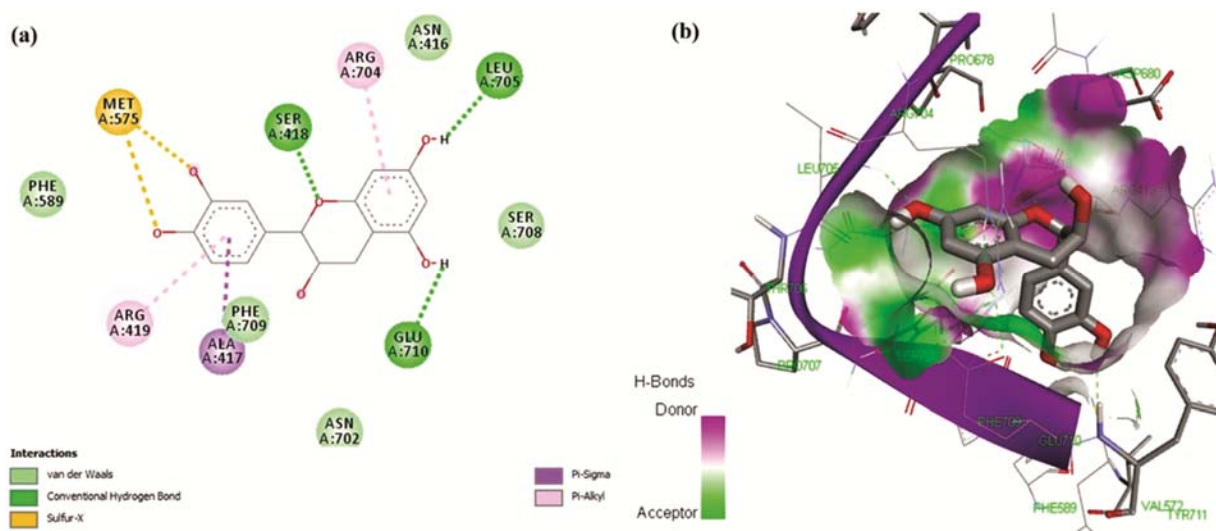 (a)
ASN
A:416
ARG
A:704
LEU
A:705
MET
A:575
SER
A:418
PHE
A:589
SER
A:708
ARG
A:419
PHE
A:709
ALA
A:417
GLU
A:710
ASN
A:702
O
O
O
O
O
H
O
H
Interactions
van der Waals
Conventional Hydrogen Bond
Sulfur-X
Pi-Sigma
Pi-Alkyl
(b)
PRO678
LEU705
PRO707
PHE709
GLU710
PHE589
VAL572
TYR711
H-Bonds
Donor
Acceptor